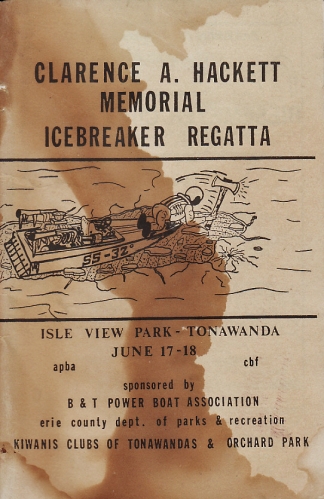 CLARENCE A. HACKETT
MEMORIAL
ICEBREAKER REGATTA
SS-32
ISLE VIEW PARK - TONAWANDA
JUNE 17-18
apba cbf
sponsored by
B & T POWER BOAT ASSOCIATION
erie county dept. of parks & recreation
KIWANIS CLUBS OF TONAWANDAS & ORCHARD PARK